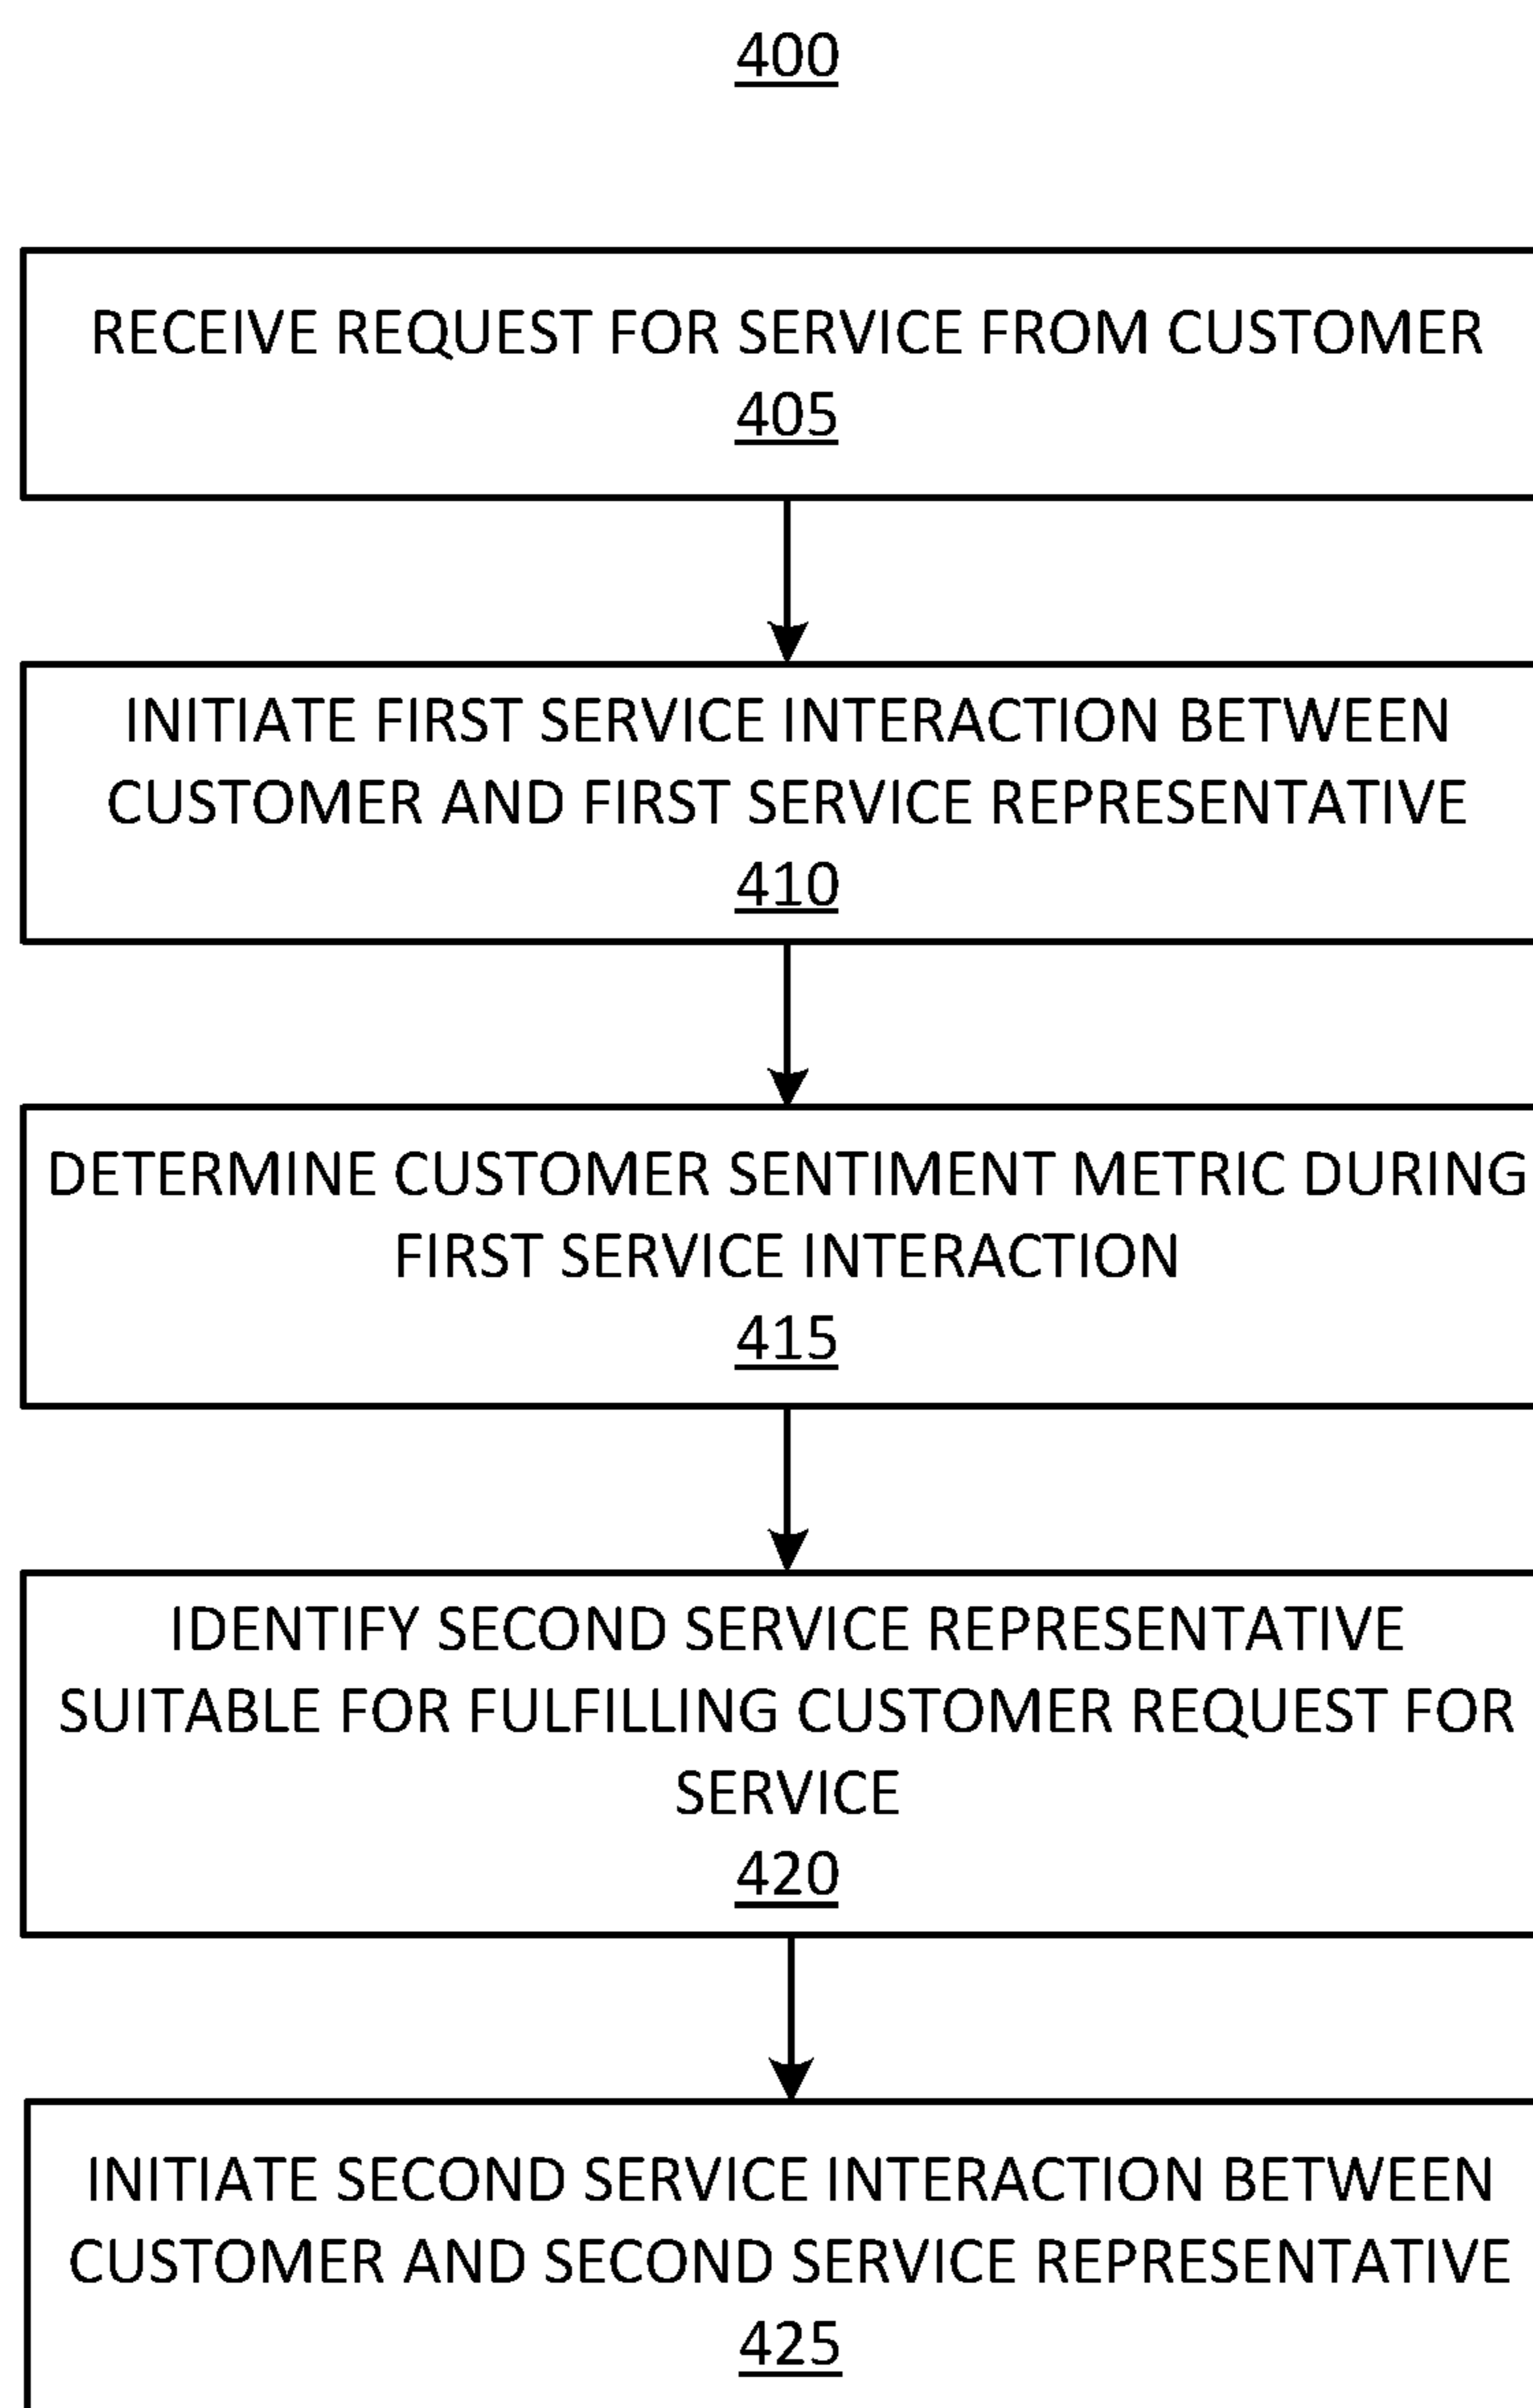 400
RECEIVE REQUEST FOR SERVICE FROM CUSTOMER
405
INITIATE FIRST SERVICE INTERACTION BETWEEN
CUSTOMER AND FIRST SERVICE REPRESENTATIVE
410
DETERMINE CUSTOMER SENTIMENT METRIC DURING
FIRST SERVICE INTERACTION
415
IDENTIFY SECOND SERVICE REPRESENTATIVE
SUITABLE FOR FULFILLING CUSTOMER REQUEST FOR
SERVICE
420
INITIATE SECOND SERVICE INTERACTION BETWEEN
CUSTOMER AND SECOND SERVICE REPRESENTATIVE
425